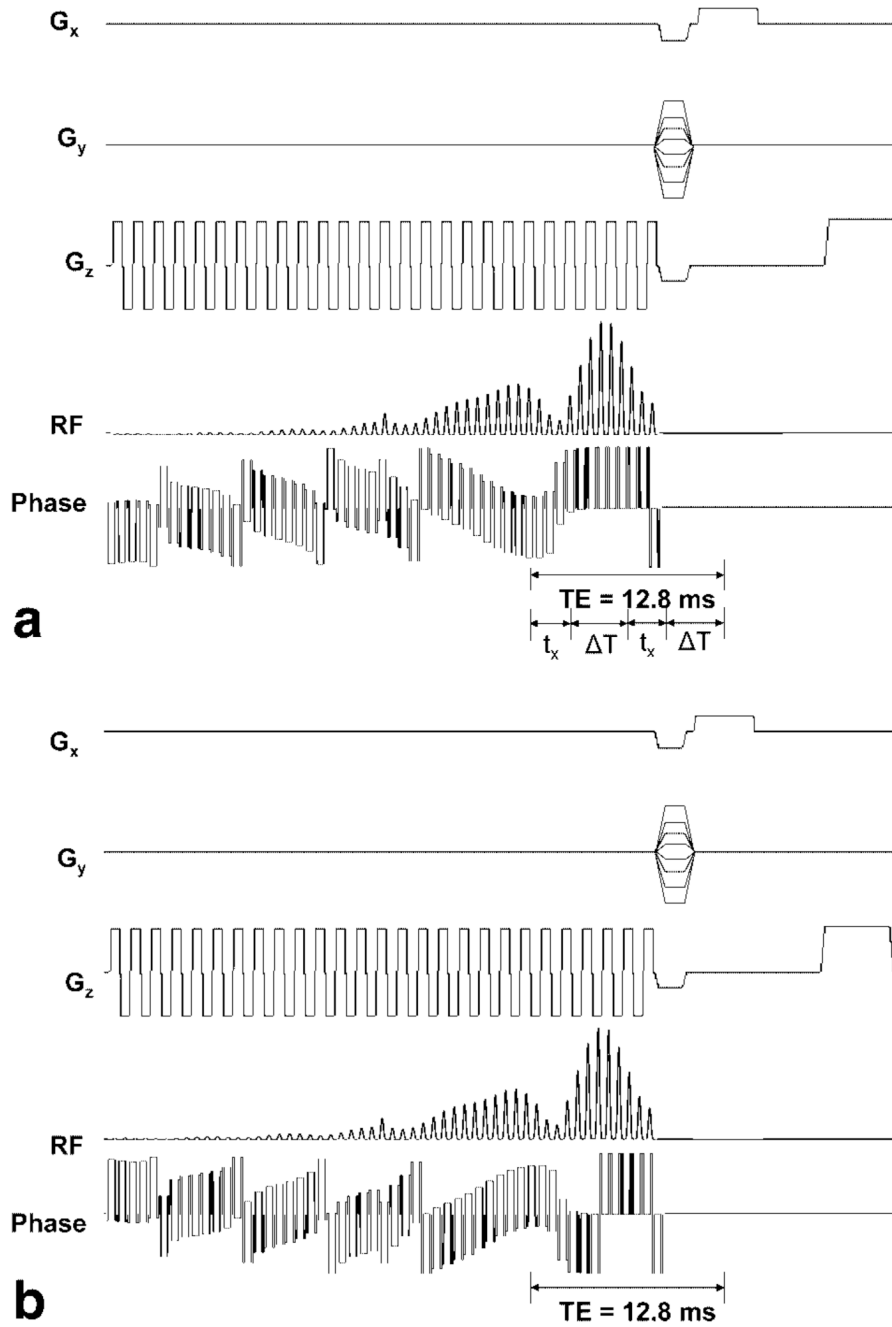 Gx
Gy
Gz
RF
Phase
TE = 12.8 ms
a
tx ΔT tx ΔT
Gx
Gy
Gz
RF
Phase
b
TE = 12.8 ms